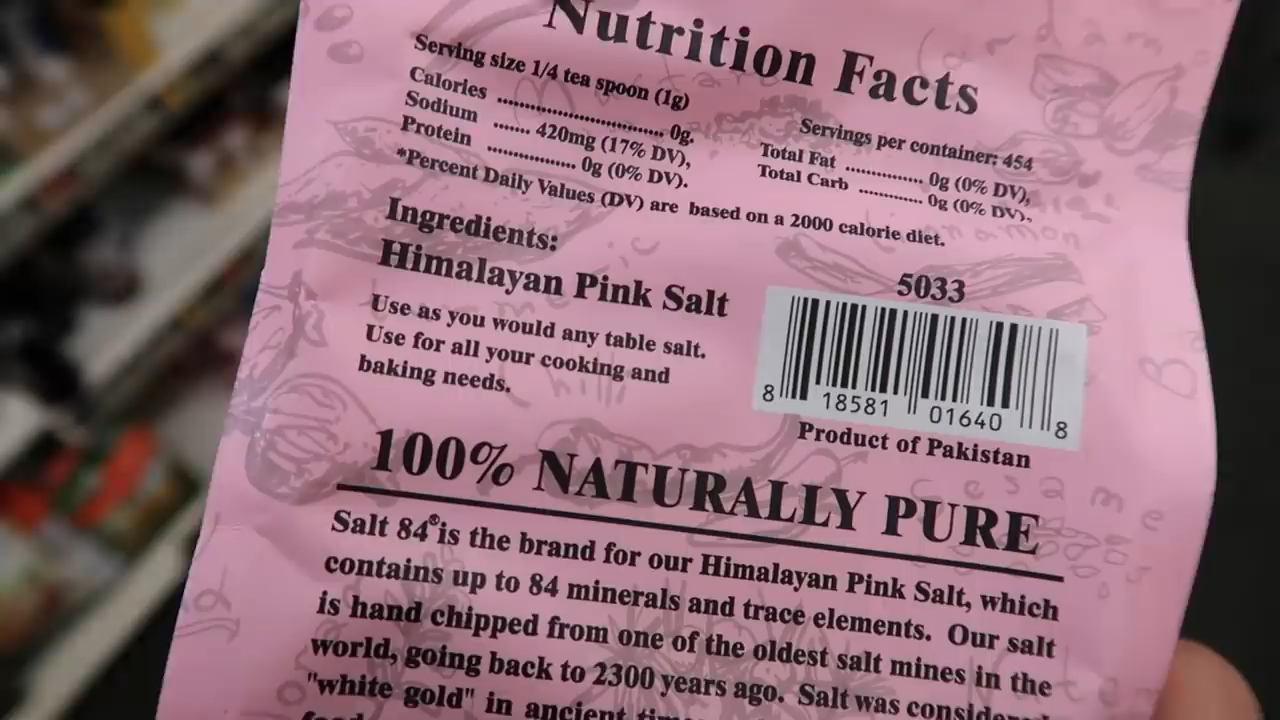 Nutrition Facts
Serving size 1/4 tea spoon (1g)
Servings per container: 454
Calories ................................ 0g.
Sodium ....... 420mg (17% DV),
Protein ................. 0g (0% DV).
Total Fat ............... 0g (0% DV),
Total Carb ............ 0g (0% DV).
*Percent Daily Values (DV) are based on a 2000 calorie diet.
Ingredients:
Himalayan Pink Salt
Use as you would any table salt.
Use for all your cooking and
baking needs.
5033
8 18581 01640 8
Product of Pakistan
100% NATURALLY PURE
Salt 84® is the brand for our Himalayan Pink Salt, which
contains up to 84 minerals and trace elements. Our salt
is hand chipped from one of the oldest salt mines in the
world, going back to 2300 years ago. Salt was considered
"white gold" in ancient